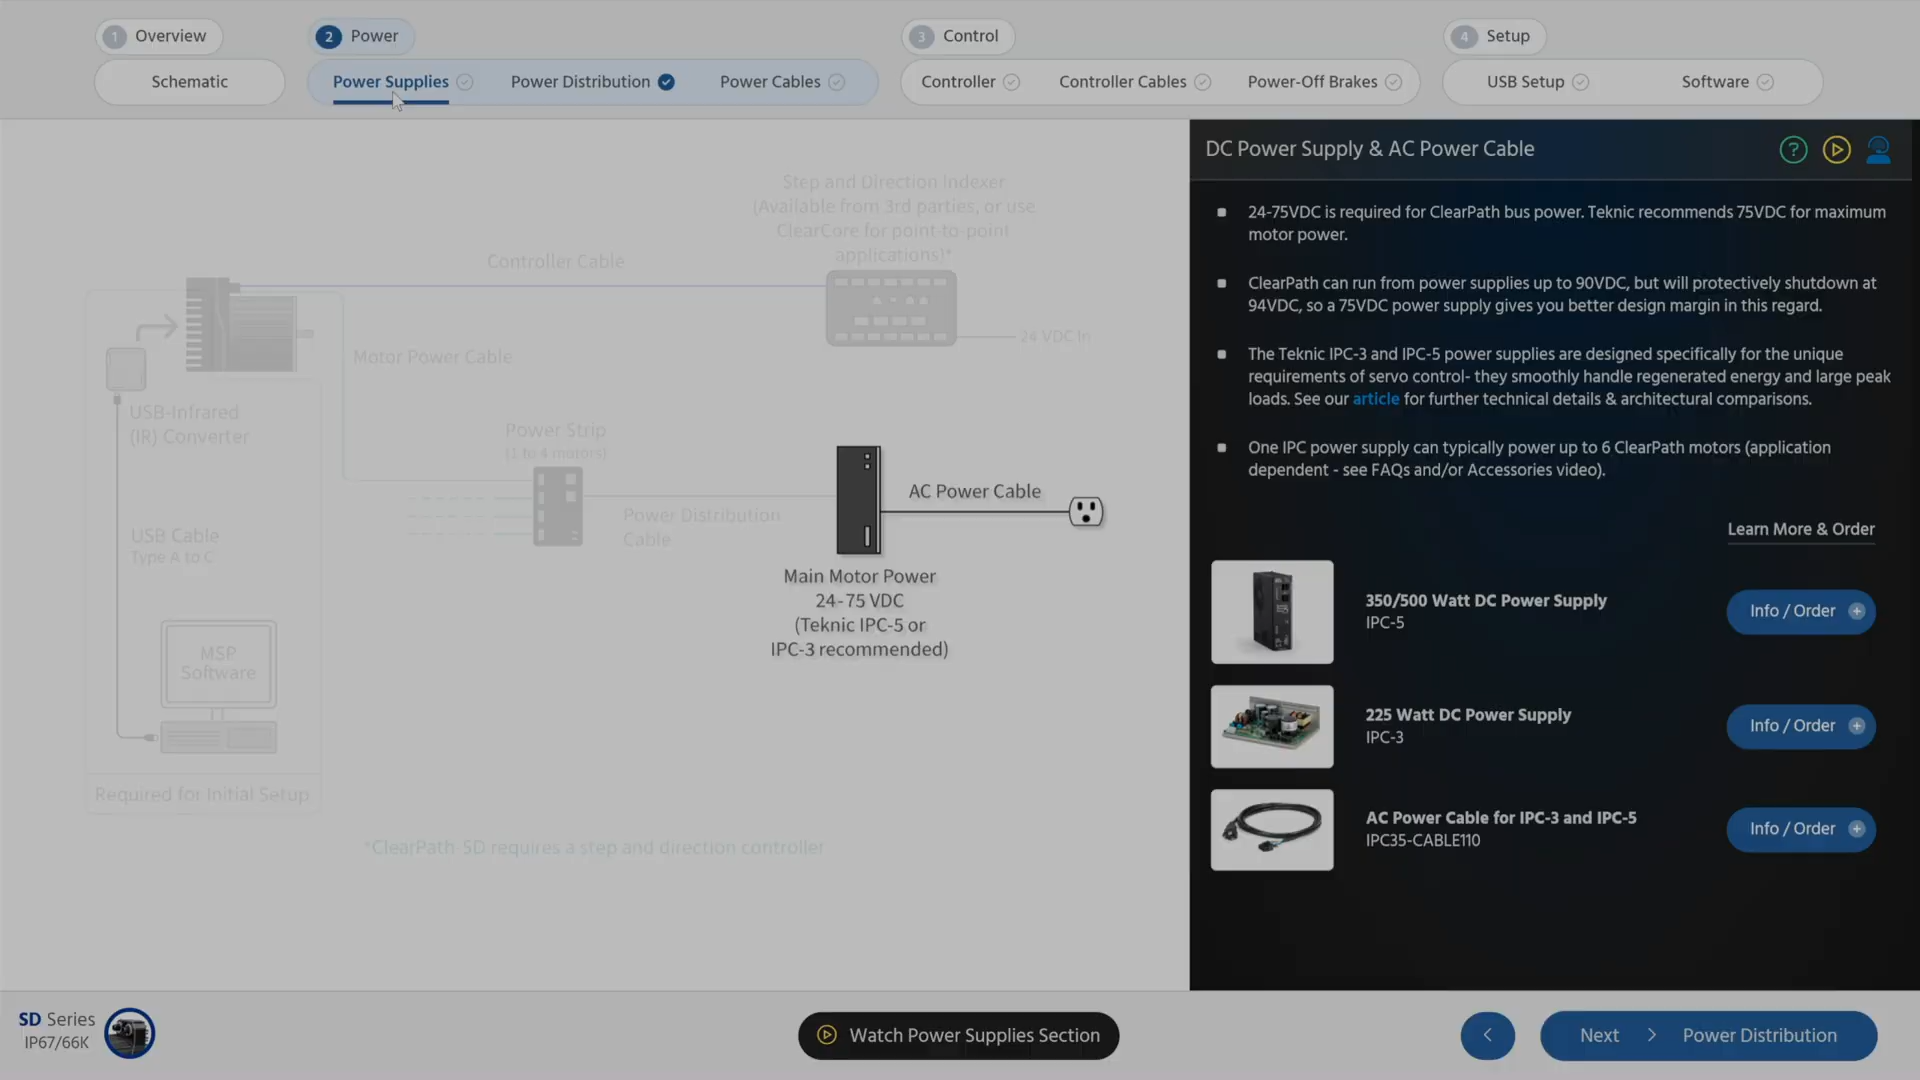 1 Overview
2 Power
3 Control
4 Setup
Schematic
Power Supplies
Power Distribution
Power Cables
Controller
Controller Cables
Power-Off Brakes
USB Setup
Software
Step and Direction Indexer
(Available from 3rd parties, or use
ClearCore for point-to-point
applications)*
Controller Cable
24 VDC In
Motor Power Cable
USB-Infrared
(IR) Converter
Power Strip
(1 to 4 motors)
AC Power Cable
Power Distribution
Cable
USB Cable
Type A to C
Main Motor Power
24-75 VDC
(Teknic IPC-5 or
IPC-3 recommended)
MSP
Software
Required for Initial Setup
*ClearPath-SD requires a step and direction controller
DC Power Supply & AC Power Cable
?
24-75VDC is required for ClearPath bus power. Teknic recommends 75VDC for maximum
motor power.
ClearPath can run from power supplies up to 90VDC, but will protectively shutdown at
94VDC, so a 75VDC power supply gives you better design margin in this regard.
The Teknic IPC-3 and IPC-5 power supplies are designed specifically for the unique
requirements of servo control- they smoothly handle regenerated energy and large peak
loads. See our article for further technical details & architectural comparisons.
One IPC power supply can typically power up to 6 ClearPath motors (application
dependent - see FAQs and/or Accessories video).
Learn More & Order
350/500 Watt DC Power Supply
IPC-5
Info / Order +
225 Watt DC Power Supply
IPC-3
Info / Order +
AC Power Cable for IPC-3 and IPC-5
IPC35-CABLE110
Info / Order +
SD Series
IP67/66K
Watch Power Supplies Section
< Next > Power Distribution